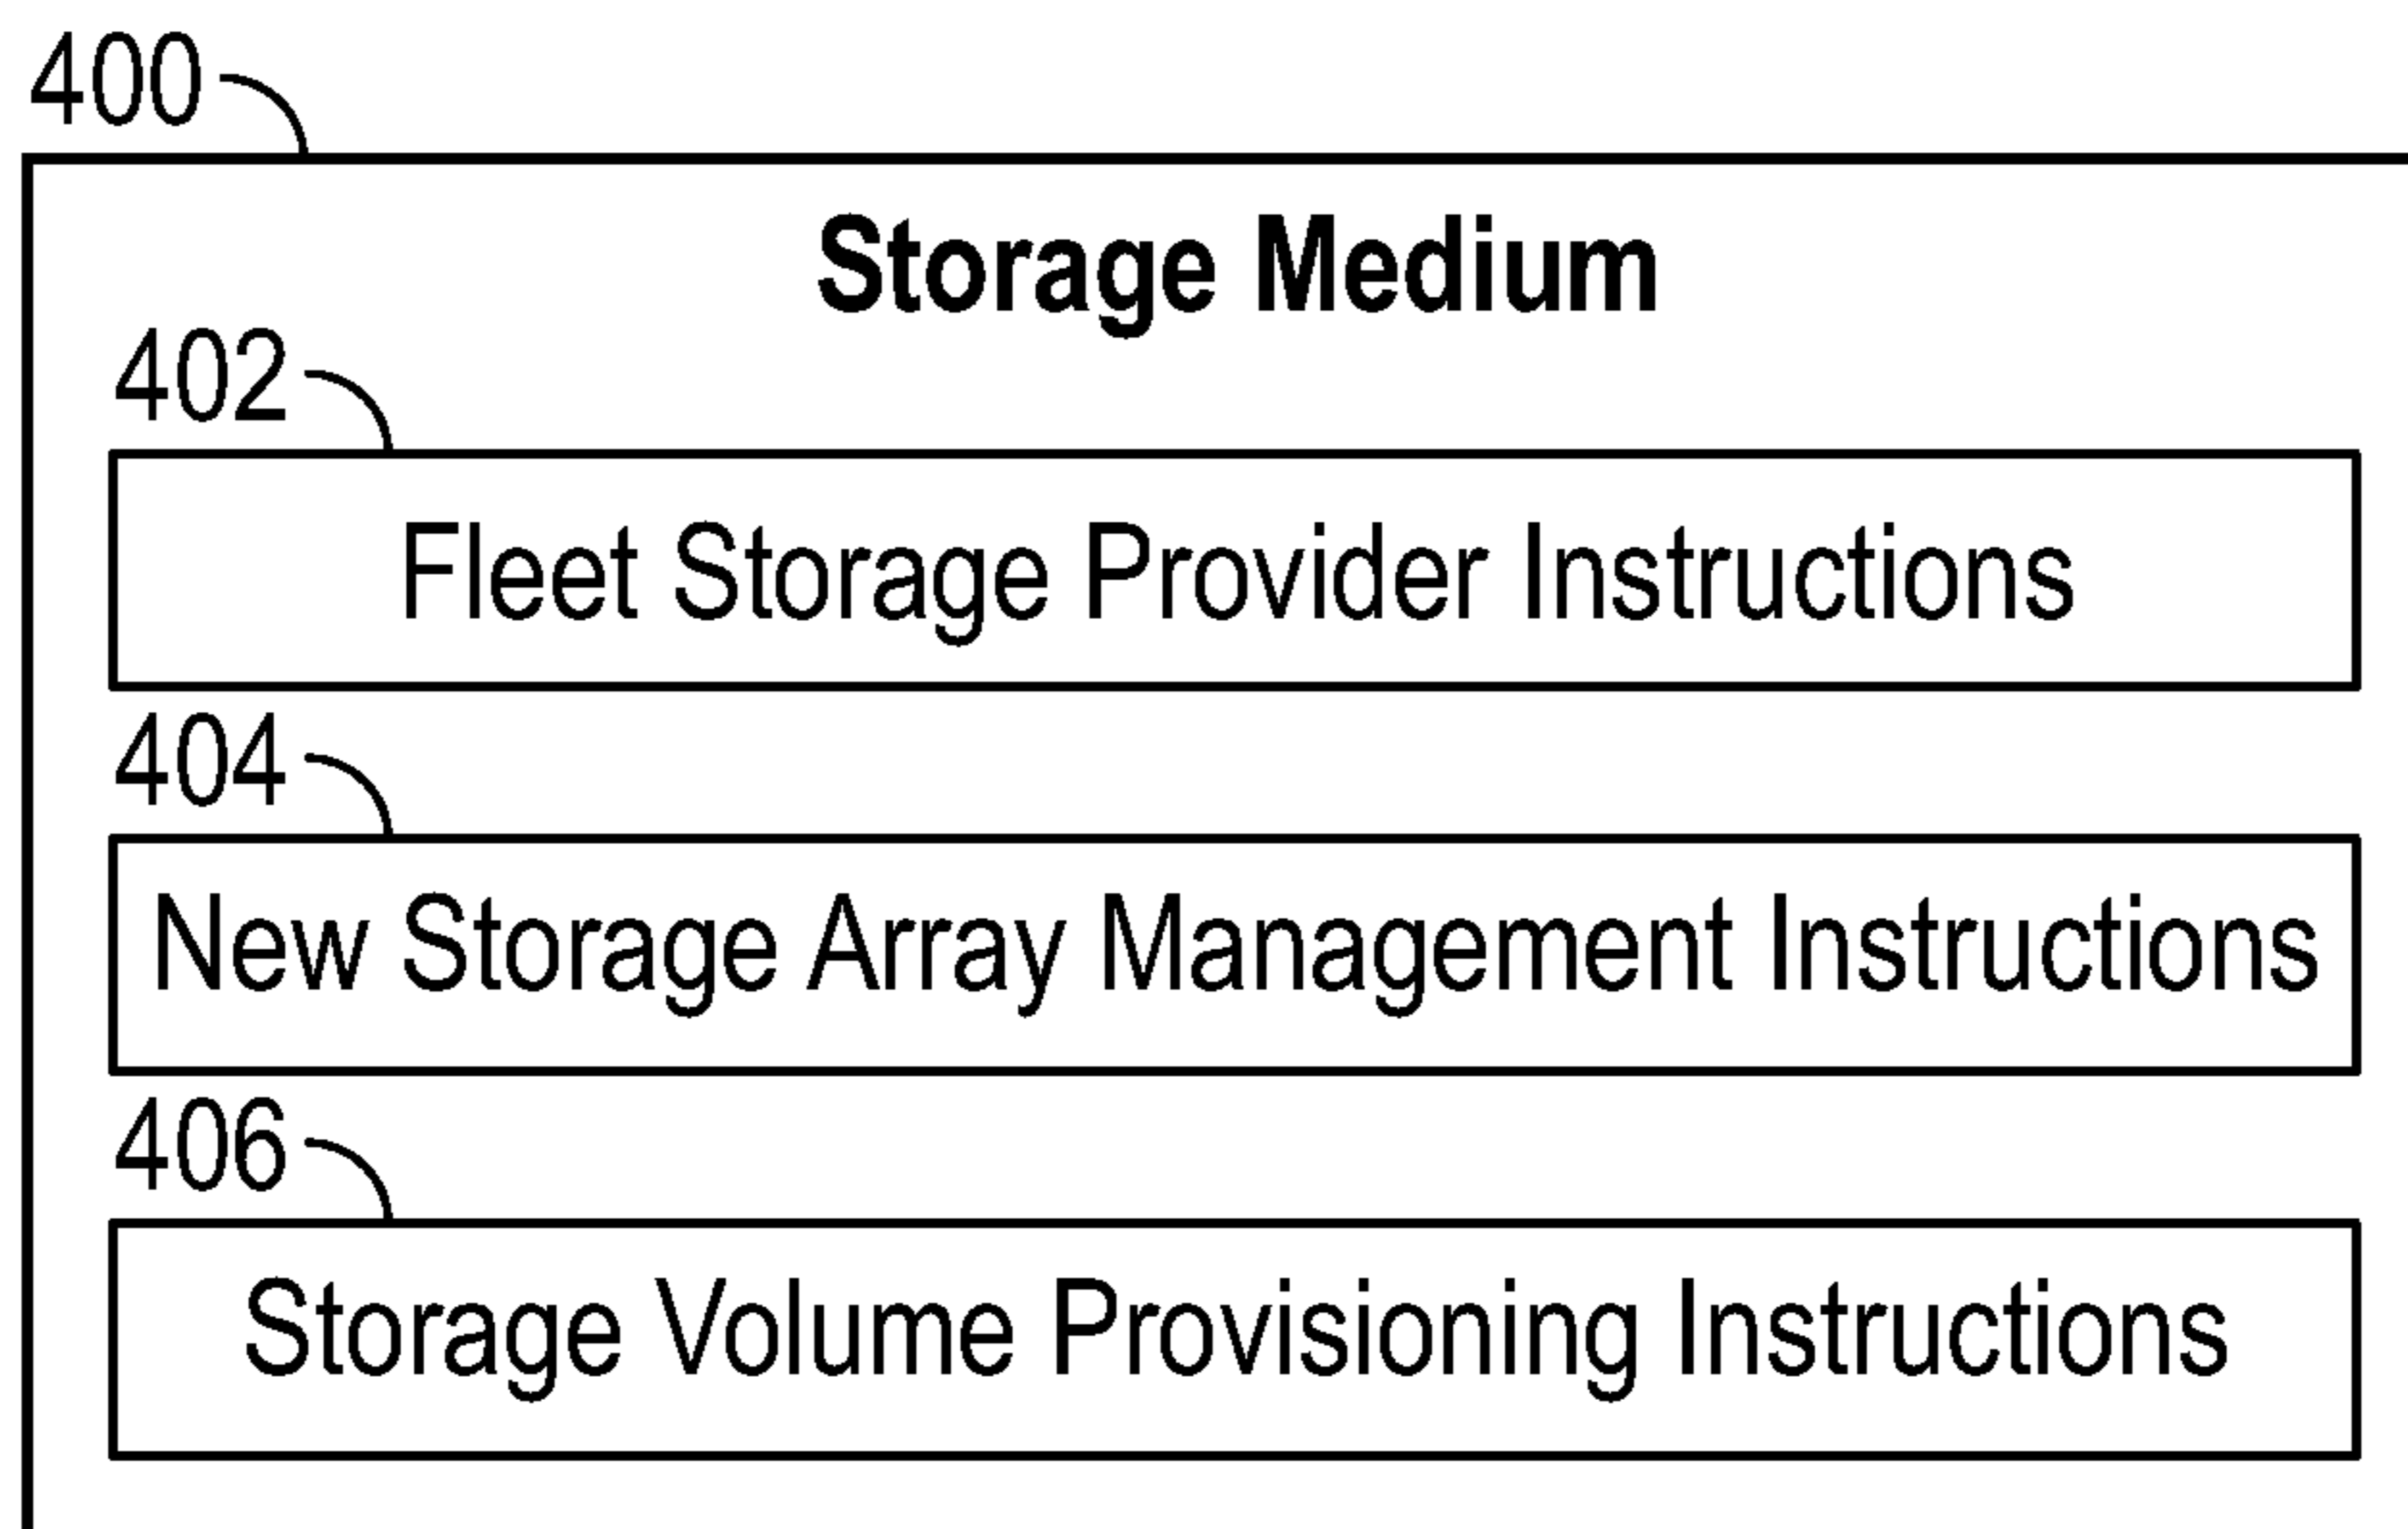 400
Storage Medium
402
Fleet Storage Provider Instructions
404
New Storage Array Management Instructions
406
Storage Volume Provisioning Instructions